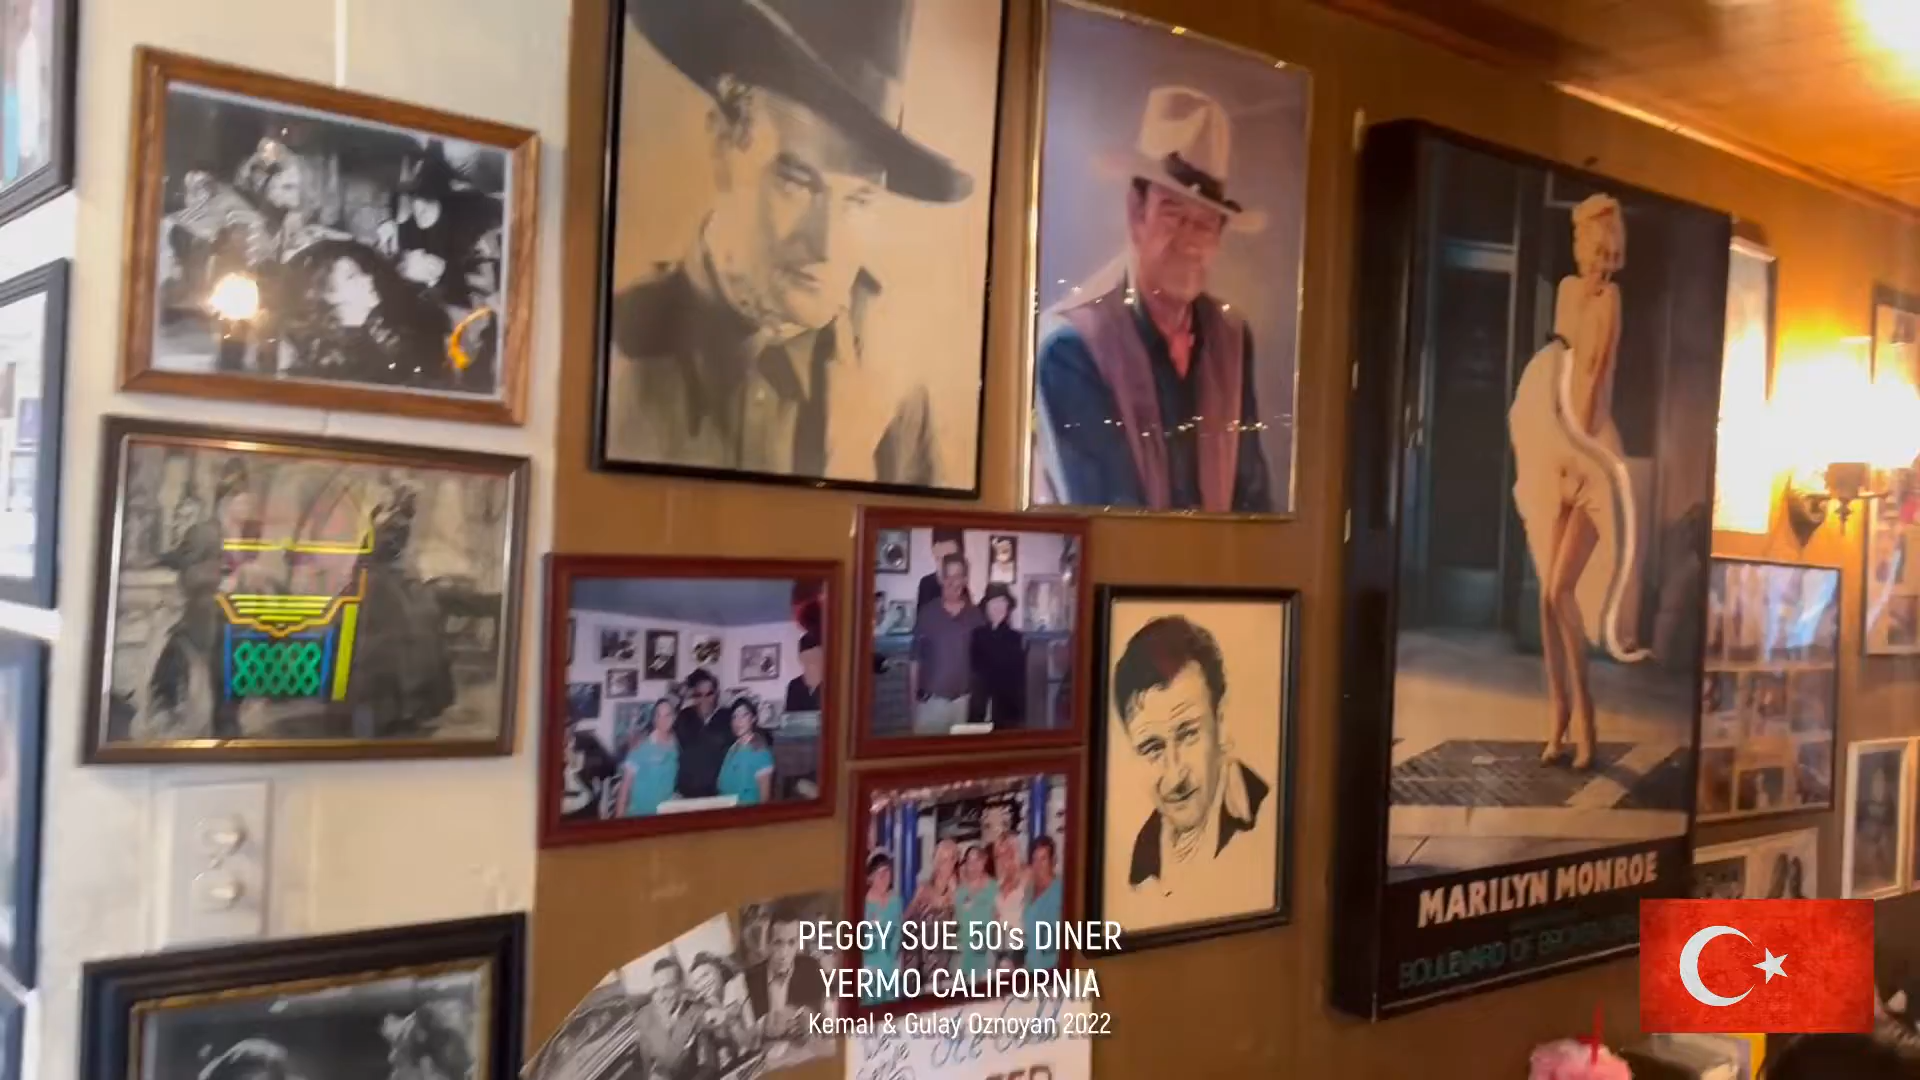 MARILYN MONROE
BOULEVARD OF BROKEN
PEGGY SUE 50's DINER
YERMO CALIFORNIA
Kemal & Gulay Oznoyan 2022